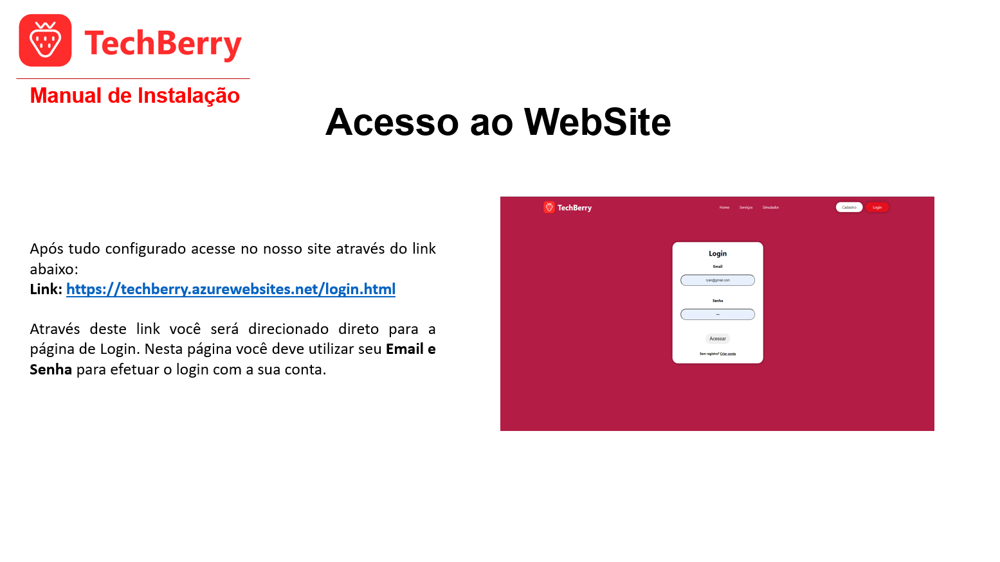 TechBerry
Manual de Instalação
Acesso ao WebSite
Após tudo configurado acesse no nosso site através do link
abaixo:
Link: https://techberry.azurewebsites.net/login.html
Através deste link você será direcionado direto para a
página de Login. Nesta página você deve utilizar seu Email e
Senha para efetuar o login com a sua conta.
TechBerry
Home Serviços Simulador
Cadastro Login
Login
Email
ryan@gmail.com
Senha
•••
Acessar
Sem registro? Criar conta